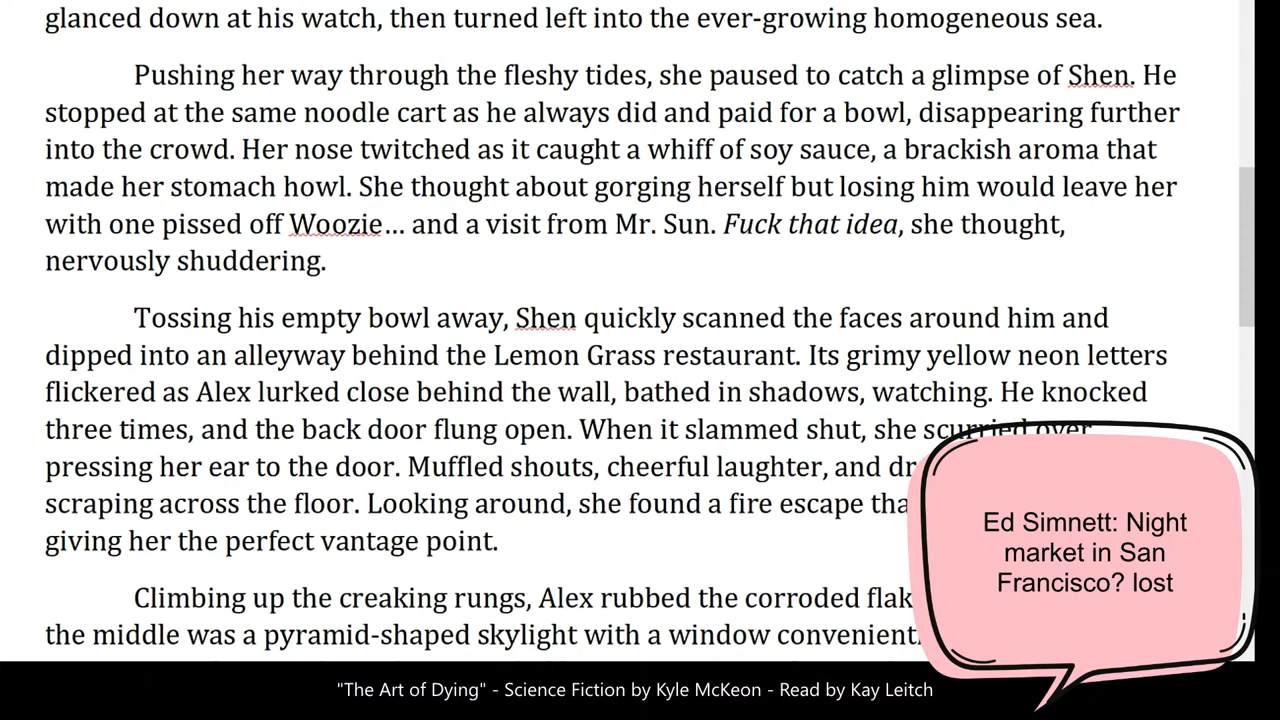 glanced down at his watch, then turned left into the ever-growing homogeneous sea.
Pushing her way through the fleshy tides, she paused to catch a glimpse of Shen. He
stopped at the same noodle cart as he always did and paid for a bowl, disappearing further
into the crowd. Her nose twitched as it caught a whiff of soy sauce, a brackish aroma that
made her stomach howl. She thought about gorging herself but losing him would leave her
with one pissed off Woozie… and a visit from Mr. Sun. Fuck that idea, she thought,
nervously shuddering.
Tossing his empty bowl away, Shen quickly scanned the faces around him and
dipped into an alleyway behind the Lemon Grass restaurant. Its grimy yellow neon letters
flickered as Alex lurked close behind the wall, bathed in shadows, watching. He knocked
three times, and the back door flung open. When it slammed shut, she scurried over
pressing her ear to the door. Muffled shouts, cheerful laughter, and
scraping across the floor. Looking around, she found a fire escape
giving her the perfect vantage point.
Climbing up the creaking rungs, Alex rubbed the corroded
the middle was a pyramid-shaped skylight with a window
Ed Simnett: Night
market in San
Francisco? lost
"The Art of Dying" - Science Fiction by Kyle McKeon - Read by Kay Leitch